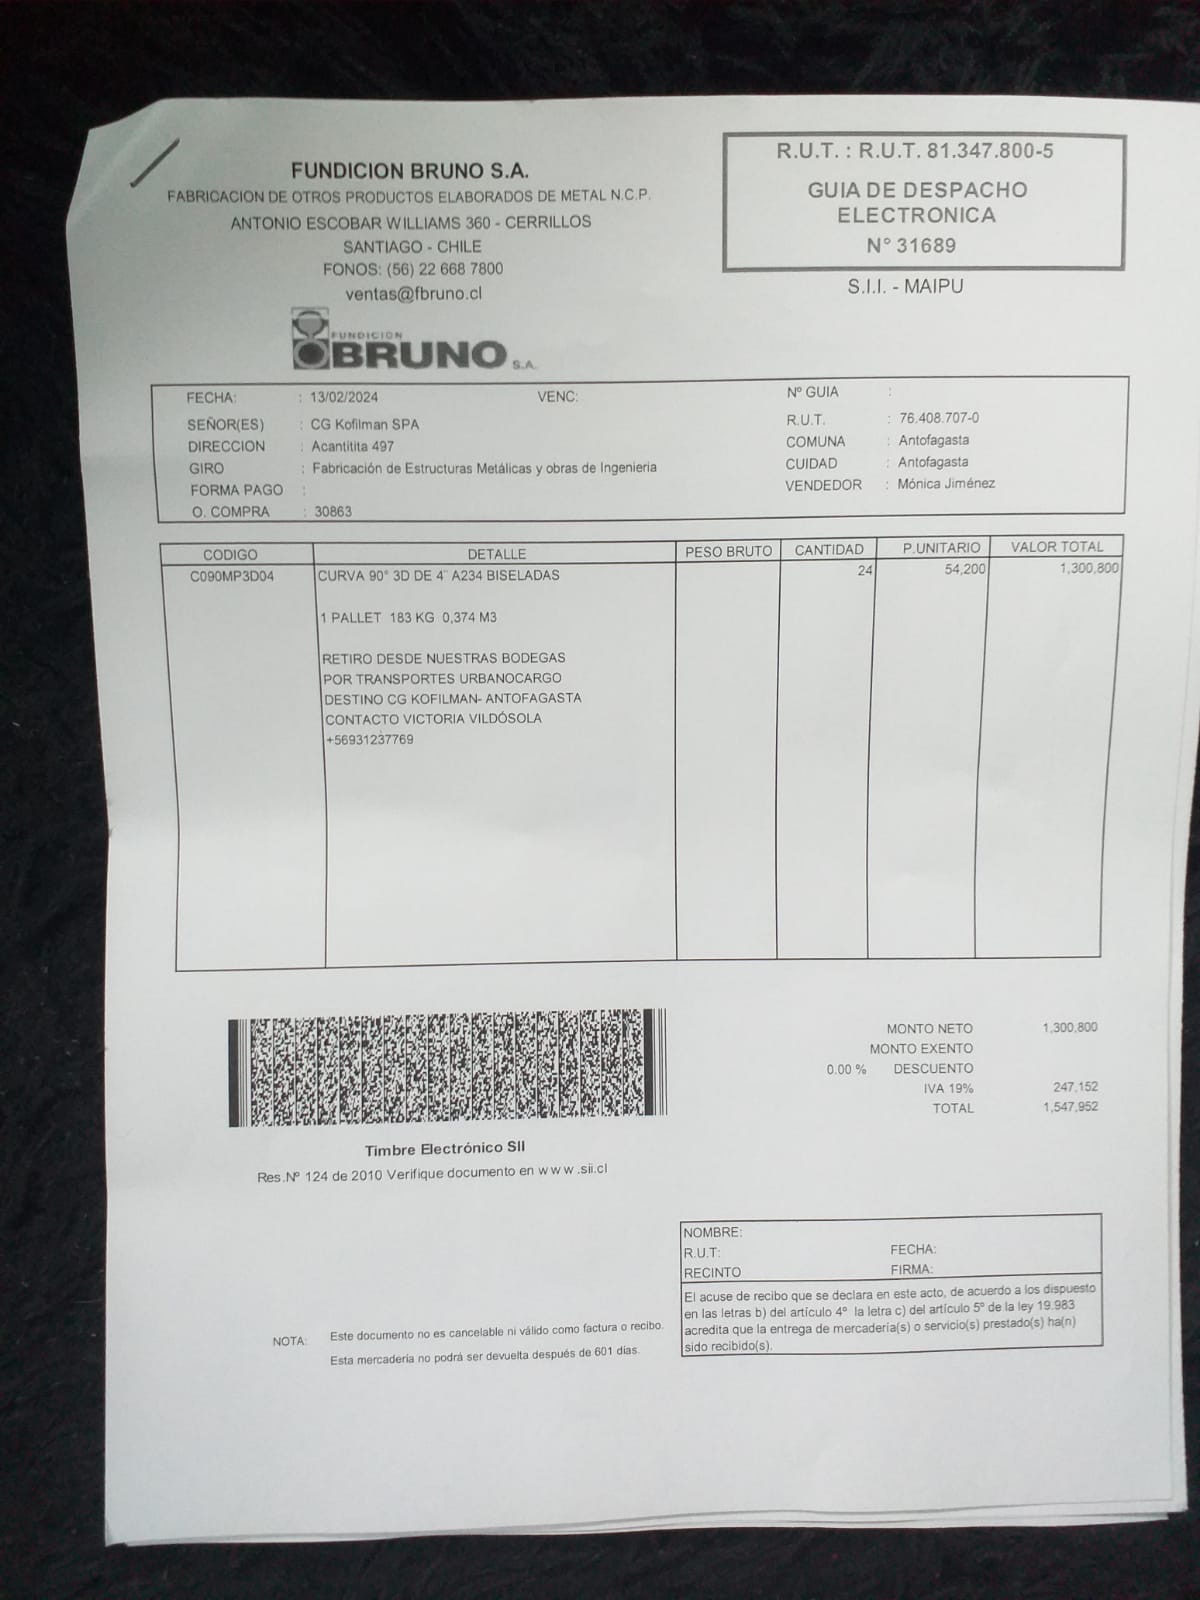 FUNDICION BRUNO S.A.
FABRICACION DE OTROS PRODUCTOS ELABORADOS DE METAL N.C.P.
ANTONIO ESCOBAR WILLIAMS 360 - CERRILLOS
SANTIAGO - CHILE
FONOS: (56) 22 668 7800
ventas@fbruno.cl
FUNDICION
BRUNO S.A.
R.U.T. : R.U.T. 81.347.800-5
GUIA DE DESPACHO
ELECTRONICA
N° 31689
S.I.I. - MAIPU
FECHA: : 13/02/2024 VENC: Nº GUIA :
SEÑOR(ES) : CG Kofilman SPA R.U.T. : 76.408.707-0
DIRECCION : Acantitita 497 COMUNA : Antofagasta
GIRO : Fabricación de Estructuras Metálicas y obras de Ingenieria CUIDAD : Antofagasta
FORMA PAGO : VENDEDOR : Mónica Jiménez
O. COMPRA : 30863
CODIGO DETALLE PESO BRUTO CANTIDAD P.UNITARIO VALOR TOTAL
C090MP3D04 CURVA 90° 3D DE 4¨ A234 BISELADAS 24 54,200 1,300,800
1 PALLET 183 KG 0,374 M3
RETIRO DESDE NUESTRAS BODEGAS
POR TRANSPORTES URBANOCARGO
DESTINO CG KOFILMAN- ANTOFAGASTA
CONTACTO VICTORIA VILDÓSOLA
+56931237769
MONTO NETO 1,300,800
MONTO EXENTO
0.00 % DESCUENTO
IVA 19% 247,152
TOTAL 1,547,952
Timbre Electrónico SII
Res.Nº 124 de 2010 Verifique documento en www.sii.cl
NOMBRE:
R.U.T: FECHA:
RECINTO FIRMA:
El acuse de recibo que se declara en este acto, de acuerdo a los dispuesto
en las letras b) del artículo 4° la letra c) del artículo 5° de la ley 19.983
acredita que la entrega de mercadería(s) o servicio(s) prestado(s) ha(n)
sido recibido(s).
NOTA: Este documento no es cancelable ni válido como factura o recibo.
Esta mercadería no podrá ser devuelta después de 601 dias.